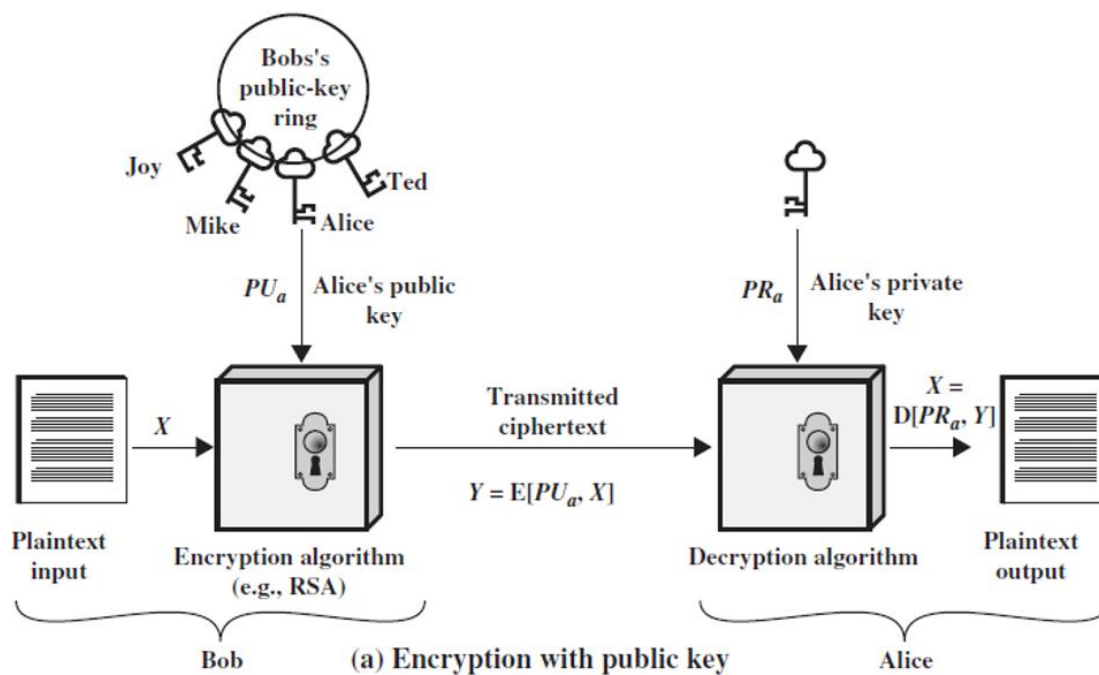 Bobs's
public-key
ring
Joy
Ted
Mike
Alice
PUₐ
Alice's public
key
PRₐ
Alice's private
key
X
Transmitted
ciphertext
X =
D[PRₐ, Y]
Y = E[PUₐ, X]
Plaintext
input
Encryption algorithm
(e.g., RSA)
Decryption algorithm
Plaintext
output
Bob
(a) Encryption with public key
Alice